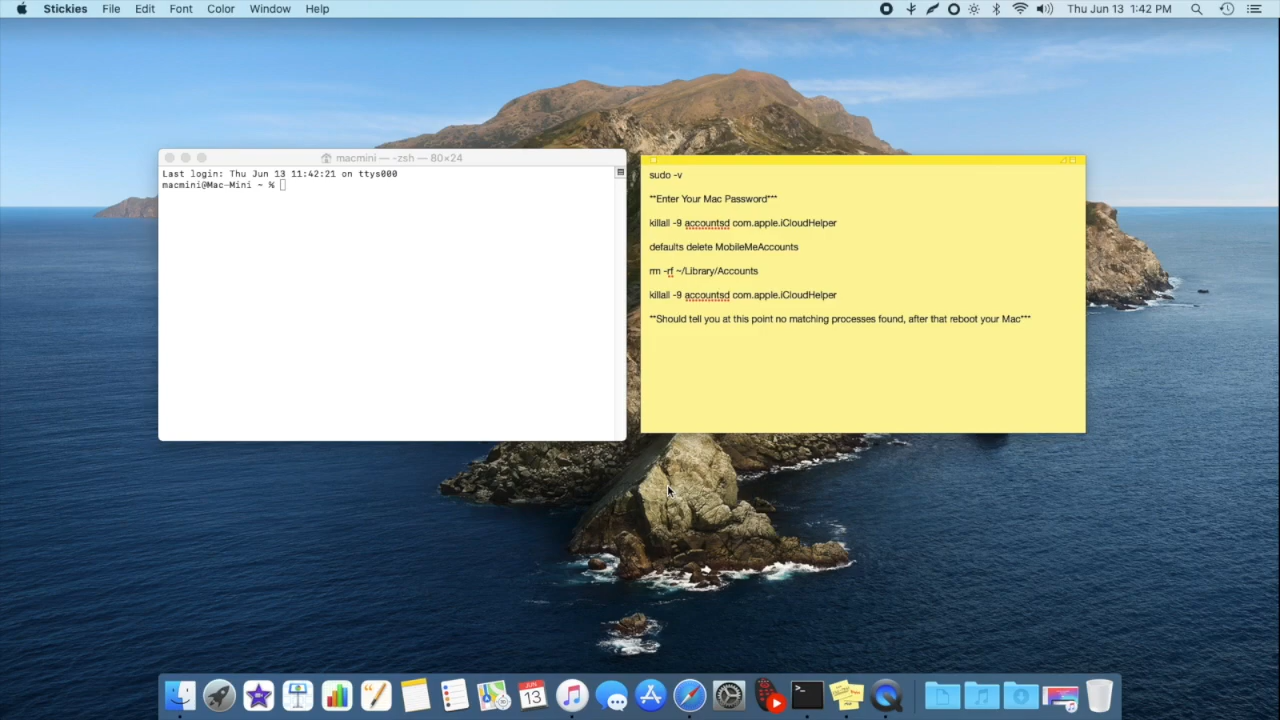 Stickies File Edit Font Color Window Help Thu Jun 13 1:42 PM
macmini — -zsh — 80×24
Last login: Thu Jun 13 11:42:21 on ttys000
macmini@Mac-Mini ~ %
sudo -v
**Enter Your Mac Password***
killall -9 accountsd com.apple.iCloudHelper
defaults delete MobileMeAccounts
rm -rf ~/Library/Accounts
killall -9 accountsd com.apple.iCloudHelper
**Should tell you at this point no matching processes found, after that reboot your Mac***
JUN
13
>_